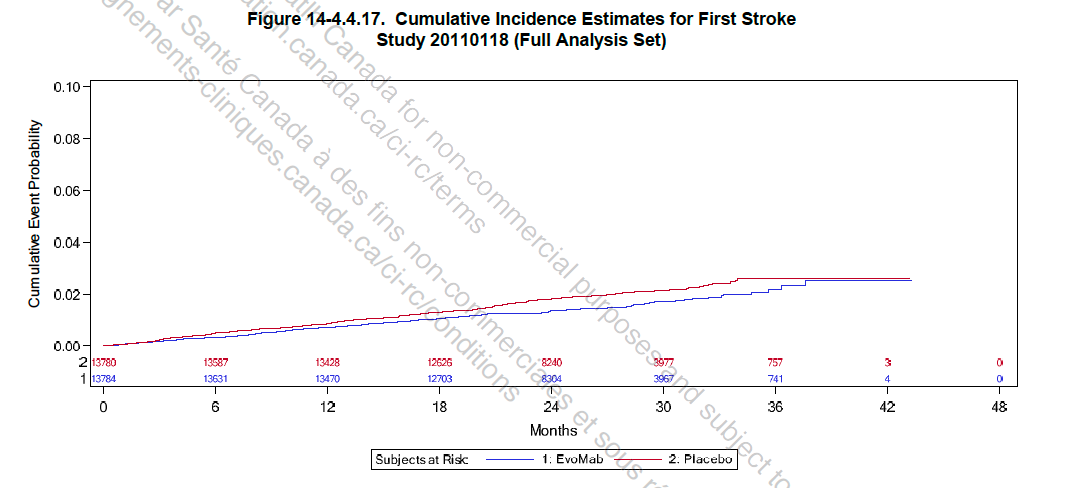 Figure 14-4.4.17. Cumulative Incidence Estimates for First Stroke
Study 20110118 (Full Analysis Set)
Cumulative Event Probability
0.10
0.08
0.06
0.04
0.02
0.00
2 13780 13587 13428 12626 8240 3977 757 3 0
1 13784 13631 13470 12703 8304 3967 741 4 0
0 6 12 18 24 30 36 42 48
Months
Subjects at Risk: 1: EvoMab 2: Placebo
Canada for non-commercial purposes and subject to
canada.ca/ci-rc/terms
ar Santé Canada à des fins non-commerciales et sous
cliniques.canada.ca/ci-rc/conditions